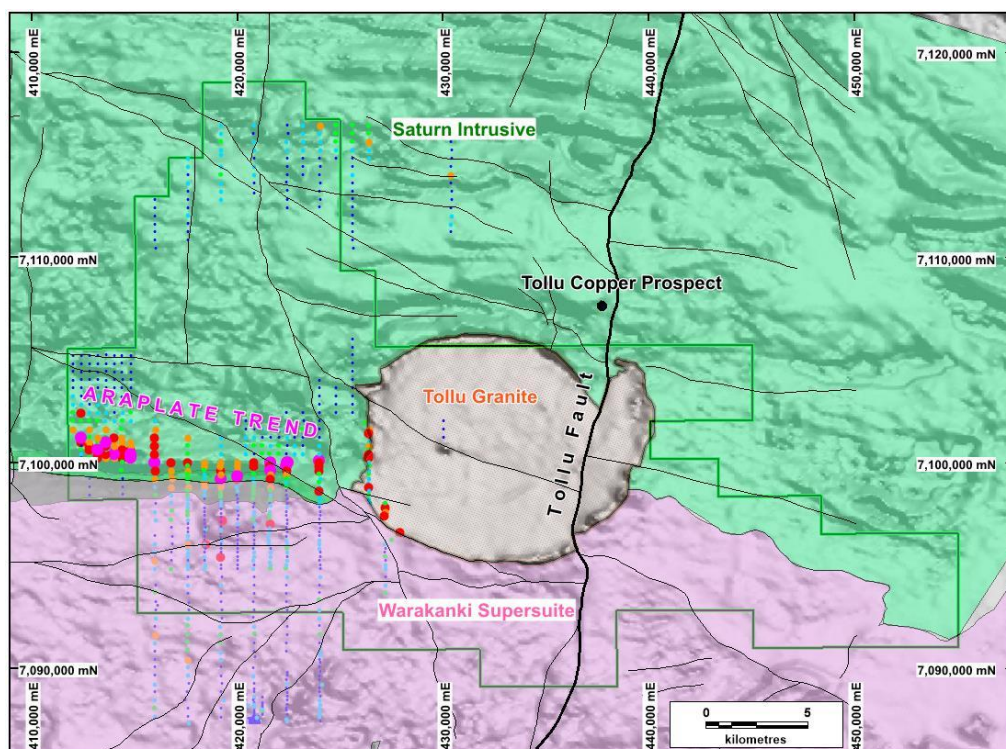 410,000 mE
420,000 mE
430,000 mE
440,000 mE
450,000 mE
7,120,000 mN
Saturn Intrusive
7,110,000 mN
7,110,000 mN
Tollu Copper Prospect
ARAPLATE TREND
Tollu Granite
Tollu Fault
7,100,000 mN
7,100,000 mN
Warakanki Supersuite
7,090,000 mN
7,090,000 mN
410,000 mE
420,000 mE
430,000 mE
440,000 mE
450,000 mE
0 5
kilometres